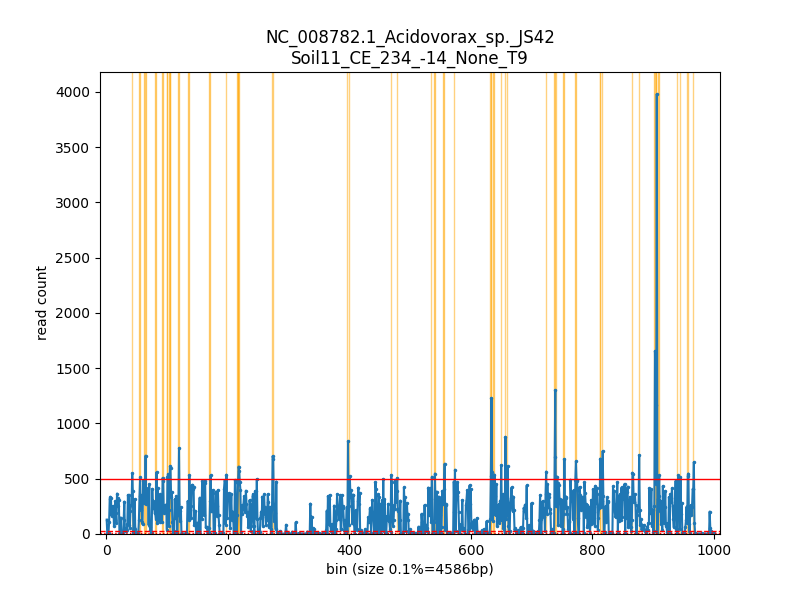 NC_008782.1_Acidovorax_sp._JS42
Soil11_CE_234_-14_None_T9
4000
3500
3000
2500
2000
1500
1000
500
0
read count
0 200 400 600 800 1000
bin (size 0.1%=4586bp)